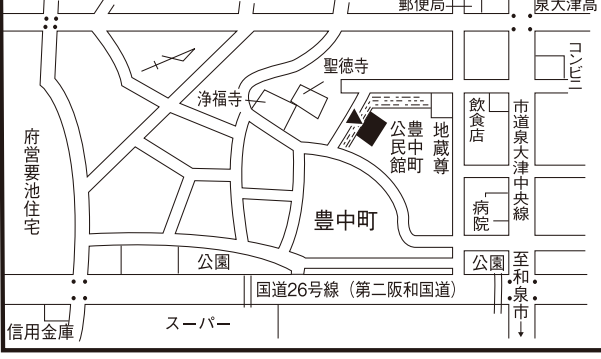 郵便局
泉大津高
コンビニ
聖徳寺
浄福寺
飲食店
市道泉大津中央線
地蔵尊
豊中町
公民館
府営要池住宅
病院
豊中町
公園
公園
至和泉市
国道26号線（第二阪和国道）
信用金庫
スーパー